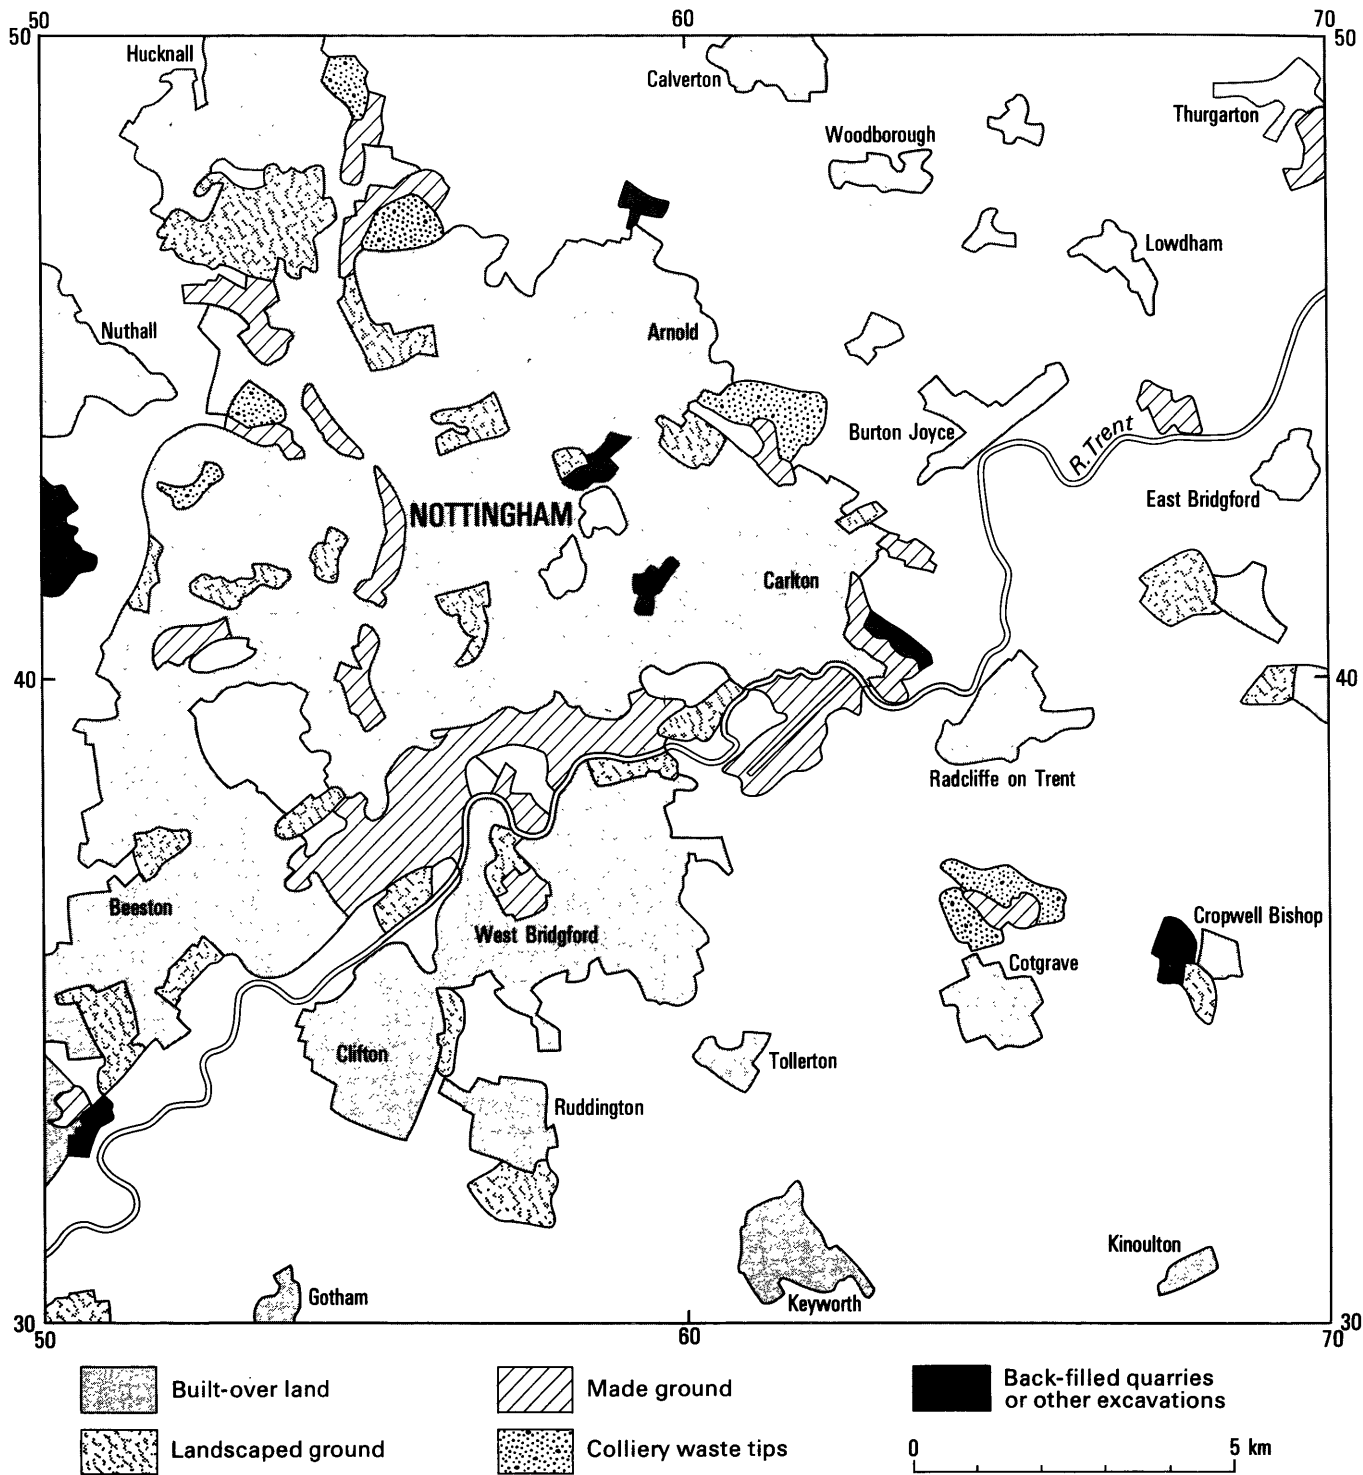 50
60
70
50
50
Hucknall
Calverton
Thurgarton
Woodborough
Lowdham
Nuthall
Arnold
Burton Joyce
R. Trent
East Bridgford
NOTTINGHAM
Carlton
40
40
Radcliffe on Trent
Beeston
Cropwell Bishop
West Bridgford
Cotgrave
Clifton
Tollerton
Ruddington
Kinoulton
Gotham
Keyworth
30
30
50
60
70
Built-over land
Made ground
Back-filled quarries
or other excavations
Landscaped ground
Colliery waste tips
0
5 km